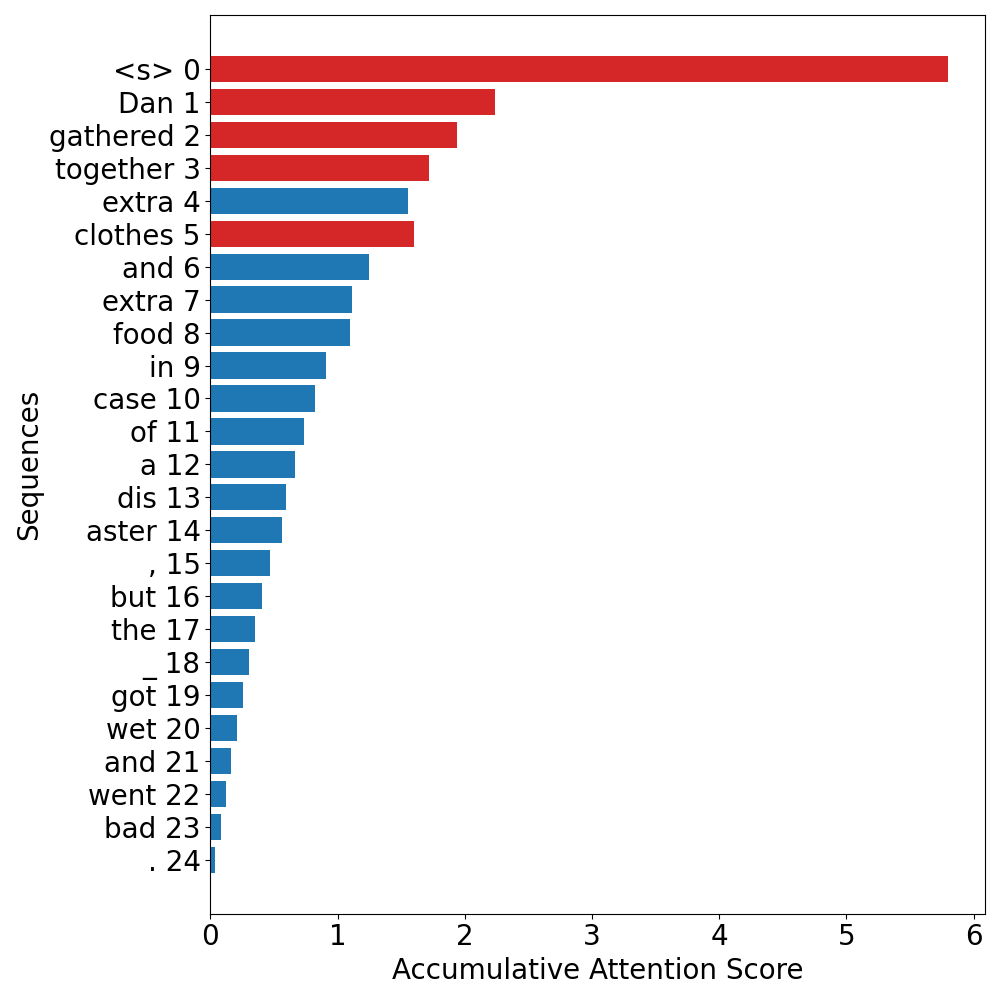 <s> 0
Dan 1
gathered 2
together 3
extra 4
clothes 5
and 6
extra 7
food 8
in 9
case 10
of 11
a 12
dis 13
aster 14
, 15
but 16
the 17
_ 18
got 19
wet 20
and 21
went 22
bad 23
. 24
Sequences
0 1 2 3 4 5 6
Accumulative Attention Score